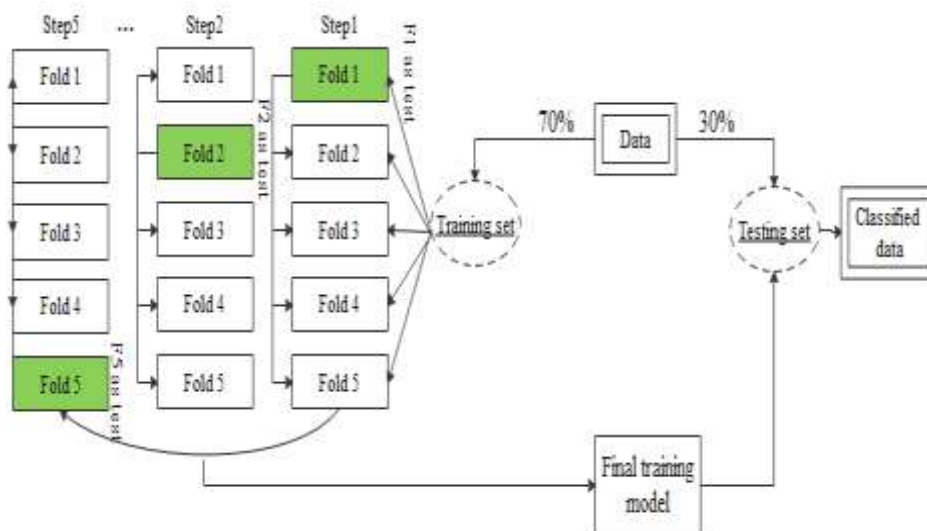 Step5 ... Step2 Step1
Fold 1
Fold 2
Fold 3
Fold 4
Fold 5
F5 as test
Fold 1
Fold 2
Fold 3
Fold 4
Fold 5
F2 as test
Fold 1
Fold 2
Fold 3
Fold 4
Fold 5
F1 as test
70%
Data
30%
Training set
Testing set
Classified
data
Final training
model